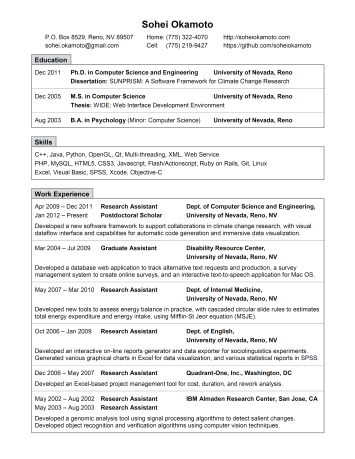 Sohei Okamoto
P.O. Box 8529, Reno, NV 89507 Home: (775) 322-4070 http://soheiokamoto.com
sohei.okamoto@gmail.com Cell: (775) 219-9427 https://github.com/soheiokamoto
Education
Dec 2011 Ph.D. in Computer Science and Engineering University of Nevada, Reno
Dissertation: SUNPRISM: A Software Framework for Climate Change Research
Dec 2005 M.S. in Computer Science University of Nevada, Reno
Thesis: WIDE: Web Interface Development Environment
Aug 2003 B.A. in Psychology (Minor: Computer Science) University of Nevada, Reno
Skills
C++, Java, Python, OpenGL, Qt, Multi-threading, XML, Web Service
PHP, MySQL, HTML5, CSS3, Javascript, Flash/Actionscript, Ruby on Rails, Git, Linux
Excel, Visual Basic, SPSS, Xcode, Objective-C
Work Experience
Apr 2009 – Dec 2011 Research Assistant Dept. of Computer Science and Engineering,
Jan 2012 – Present Postdoctoral Scholar University of Nevada, Reno, NV
Developed a new software framework to support collaborations in climate change research, with visual
dataflow interface and capabilities for automatic code generation and immersive data visualization.
Mar 2004 – Jul 2009 Graduate Assistant Disability Resource Center,
University of Nevada, Reno, NV
Developed a database web application to track alternative text requests and production, a survey
management system to create online surveys, and an interactive text-to-speech application for Mac OS.
May 2007 – Mar 2010 Research Assistant Dept. of Internal Medicine,
University of Nevada, Reno, NV
Developed new tools to assess energy balance in practice, with cascaded circular slide rules to estimates
total energy expenditure and energy intake, using Mifflin-St Jeor equation (MSJE).
Oct 2006 – Jan 2009 Research Assistant Dept. of English,
University of Nevada, Reno, NV
Developed an interactive on-line reports generator and data exporter for sociolinguistics experiments.
Generated various graphical charts in Excel for data visualization, and various statistical reports in SPSS.
Dec 2006 – May 2007 Research Assistant Quadrant-One, Inc., Washington, DC
Developed an Excel-based project management tool for cost, duration, and rework analysis.
May 2002 – Aug 2002 Research Assistant IBM Almaden Research Center, San Jose, CA
May 2003 – Aug 2003 Research Assistant
Developed a genomic analysis tool using signal processing algorithms to detect salient changes.
Developed object recognition and verification algorithms using computer vision techniques.